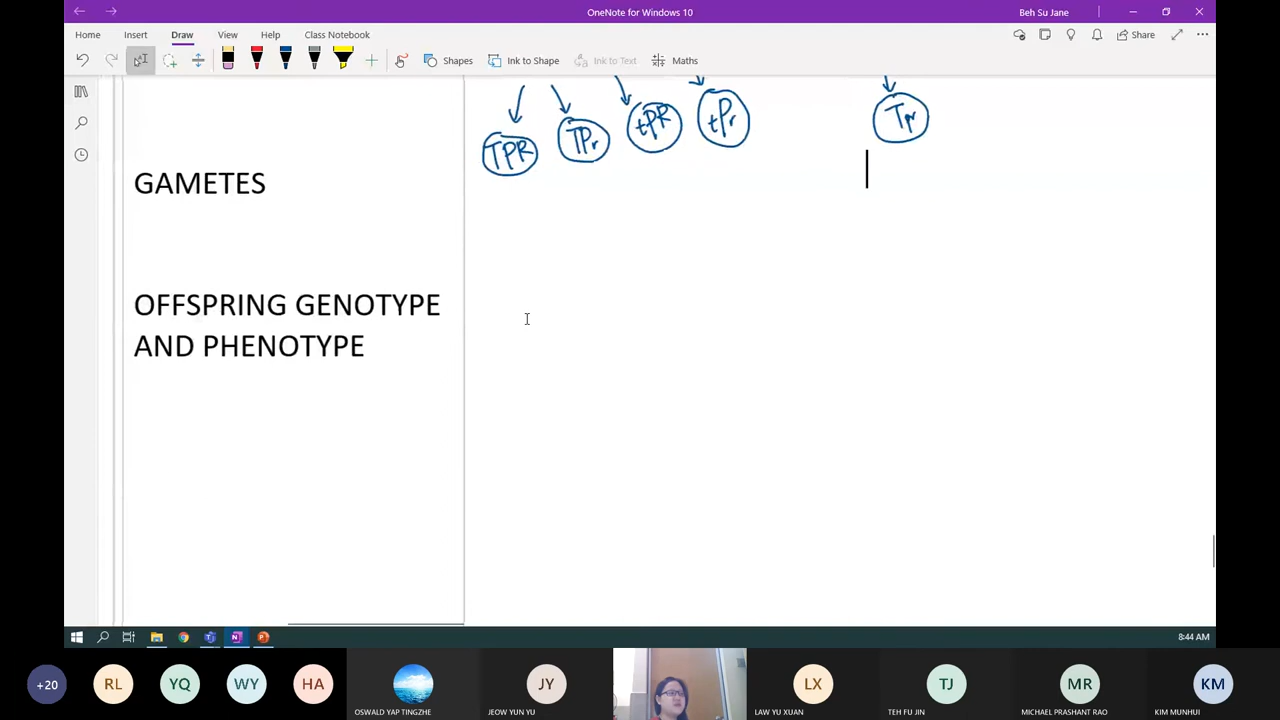 OneNote for Windows 10
Beh Su Jane
Home Insert Draw View Help Class Notebook Share
Shapes Ink to Shape Ink to Text Maths
TPR TPr tPR tPr Tpr
GAMETES
OFFSPRING GENOTYPE
AND PHENOTYPE
8:44 AM
+20 RL YQ WY HA JY LX TJ MR KM
OSWALD YAP TINGZHE JEOW YUN YU LAW YU XUAN TEH FU JIN MICHAEL PRASHANT RAO KIM MUNHUI